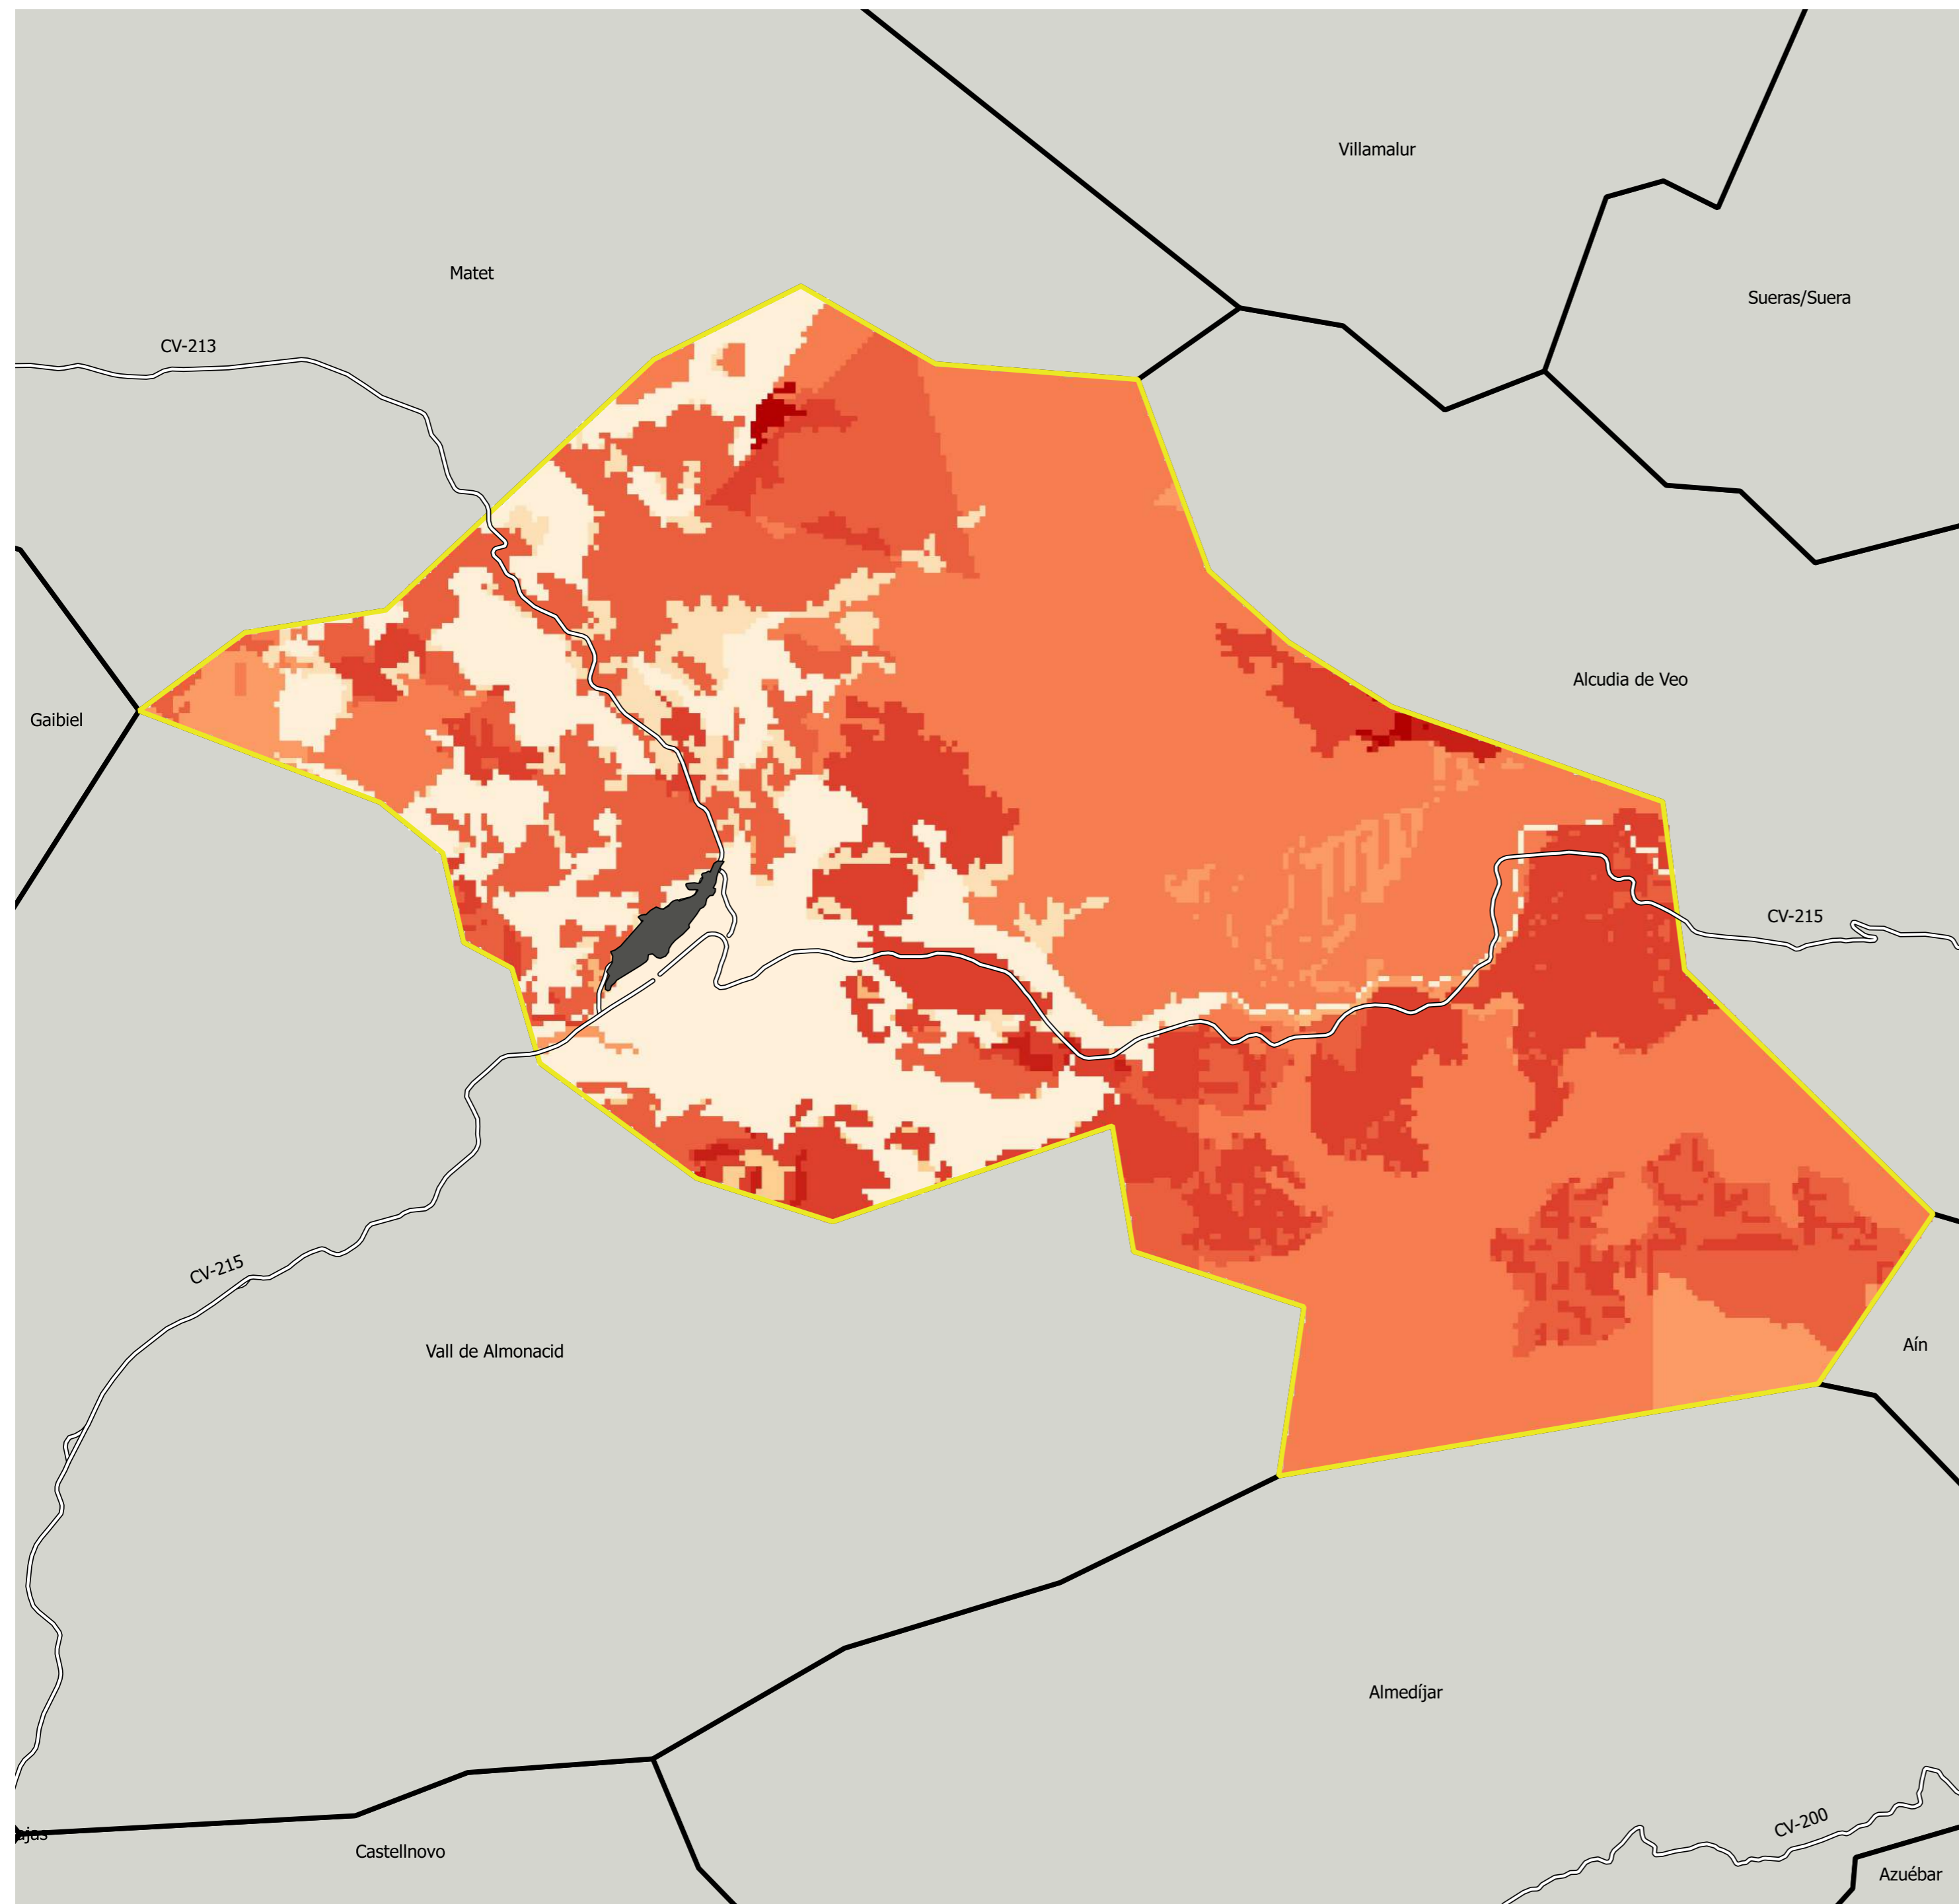 Villamalur
Matet
Sueras/Suera
CV-213
Alcudia de Veo
Gaibiel
CV-215
CV-215
Aín
Vall de Almonacid
Almedíjar
CV-200
ajas
Castellnovo
Azuébar